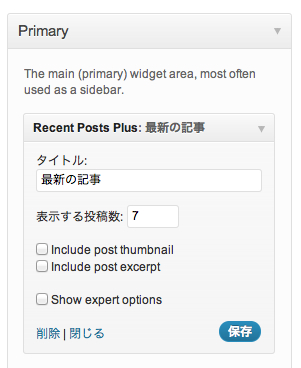 Primary
The main (primary) widget area, most often
used as a sidebar.
Recent Posts Plus: 最新の記事
タイトル:
最新の記事
表示する投稿数: 7
Include post thumbnail
Include post excerpt
Show expert options
削除 | 閉じる 保存